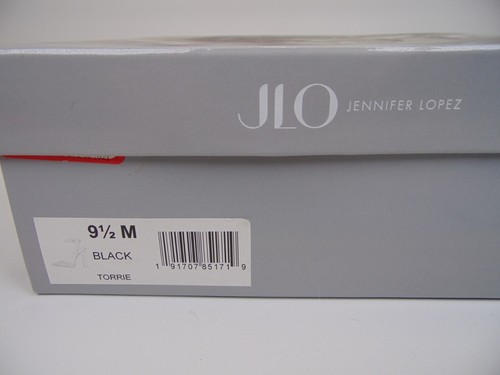 JLO JENNIFER LOPEZ
9½ M
BLACK
TORRIE
1 91707 85171 9